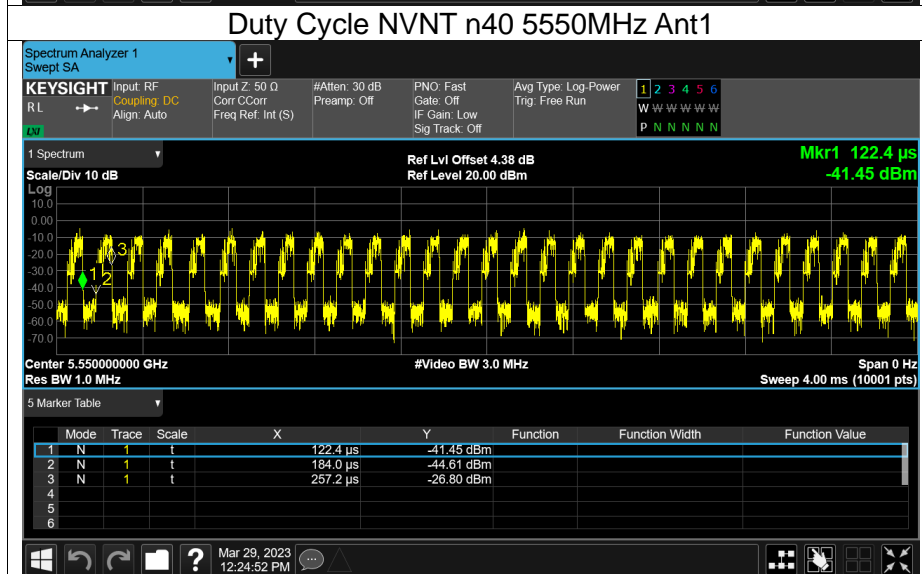 Duty Cycle NVNT n40 5550MHz Ant1
Spectrum Analyzer 1
Swept SA
+
KEYSIGHT Input: RF Input Z: 50 Ω #Atten: 30 dB PNO: Fast Avg Type: Log-Power 1 2 3 4 5 6
R L Coupling: DC Corr CCorr Preamp: Off Gate: Off Trig: Free Run W W W W W W
Align: Auto Freq Ref: Int (S) IF Gain: Low
LXI Sig Track: Off P N N N N N
1 Spectrum Ref Lvl Offset 4.38 dB Mkr1 122.4 µs
Scale/Div 10 dB Ref Level 20.00 dBm -41.45 dBm
Log
10.0
0.00
-10.0
-20.0 3
-30.0 1
-40.0 2
-50.0
-60.0
-70.0
Center 5.550000000 GHz #Video BW 3.0 MHz Span 0 Hz
Res BW 1.0 MHz Sweep 4.00 ms (10001 pts)
5 Marker Table
Mode Trace Scale X Y Function Function Width Function Value
1 N 1 t 122.4 µs -41.45 dBm
2 N 1 t 184.0 µs -44.61 dBm
3 N 1 t 257.2 µs -26.80 dBm
4
5
6
? Mar 29, 2023
12:24:52 PM